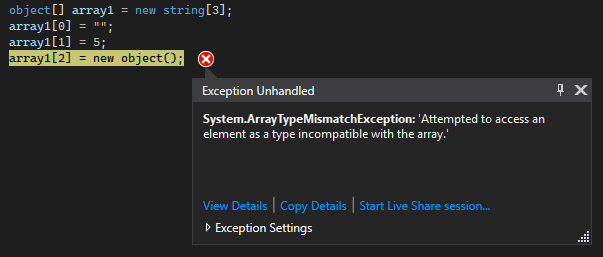 object[] array1 = new string[3];
array1[0] = "";
array1[1] = 5;
array1[2] = new object();
Exception Unhandled
System.ArrayTypeMismatchException: 'Attempted to access an
element as a type incompatible with the array.'
View Details | Copy Details | Start Live Share session...
Exception Settings